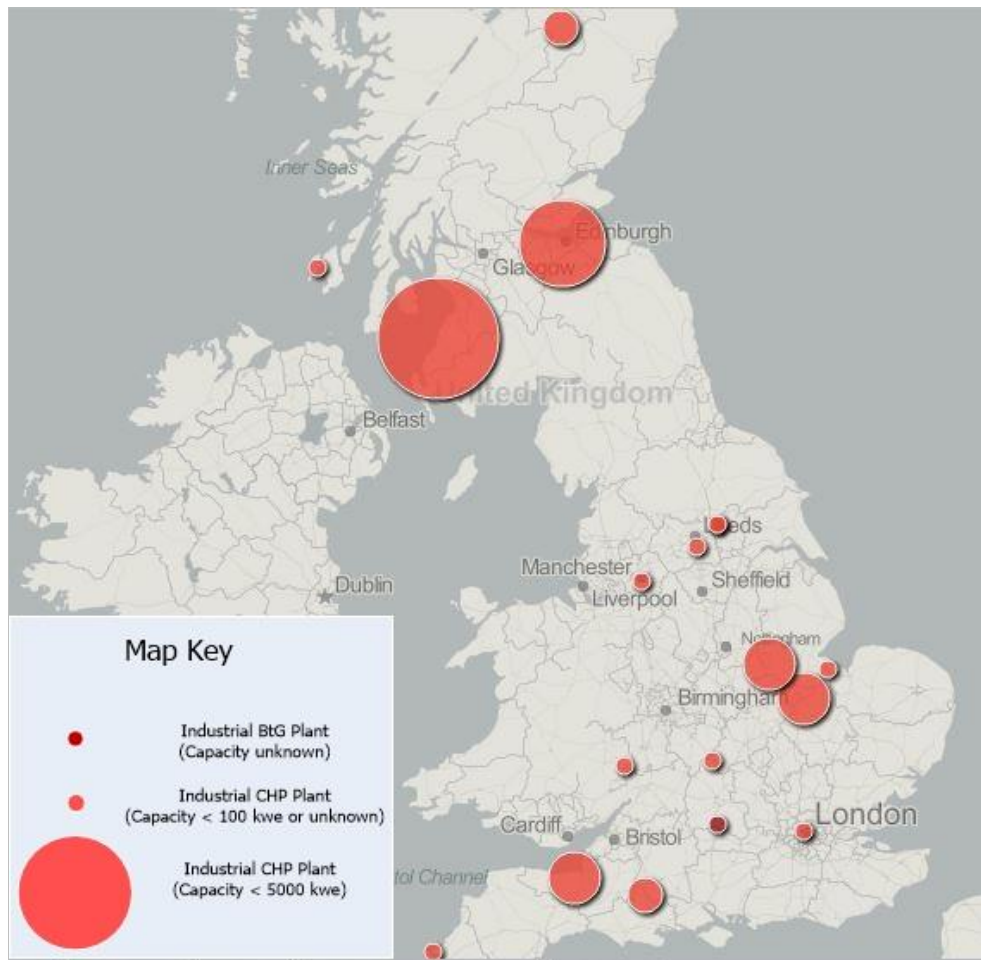 Inner Seas
Edinburgh
Glasgow
United Kingdom
Belfast
Leeds
Manchester
Liverpool
Sheffield
Dublin
Nottingham
Birmingham
London
Cardiff
Bristol
tol Channel
Map Key
Industrial BtG Plant
(Capacity unknown)
Industrial CHP Plant
(Capacity < 100 kwe or unknown)
Industrial CHP Plant
(Capacity < 5000 kwe)